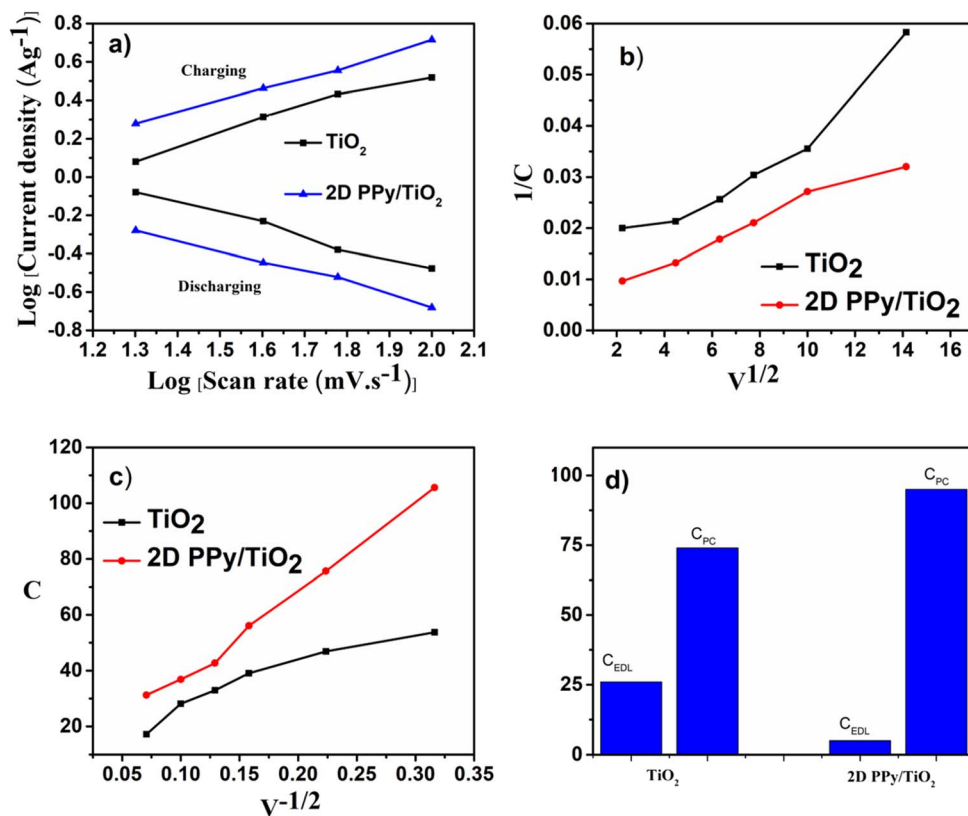 a)
Log [Current density (Ag⁻¹)]
0.8
0.6
0.4
0.2
0.0
-0.2
-0.4
-0.6
-0.8
Charging
TiO₂
2D PPy/TiO₂
Discharging
1.2 1.3 1.4 1.5 1.6 1.7 1.8 1.9 2.0 2.1
Log [Scan rate (mV.s⁻¹)]
b)
1/C
0.06
0.05
0.04
0.03
0.02
0.01
0.00
TiO₂
2D PPy/TiO₂
2 4 6 8 10 12 14 16
V¹/²
c)
C
120
100
80
60
40
20
TiO₂
2D PPy/TiO₂
0.05 0.10 0.15 0.20 0.25 0.30 0.35
V⁻¹/²
d)
100
75
50
25
0
C_EDL
C_PC
C_EDL
C_PC
TiO₂ 2D PPy/TiO₂